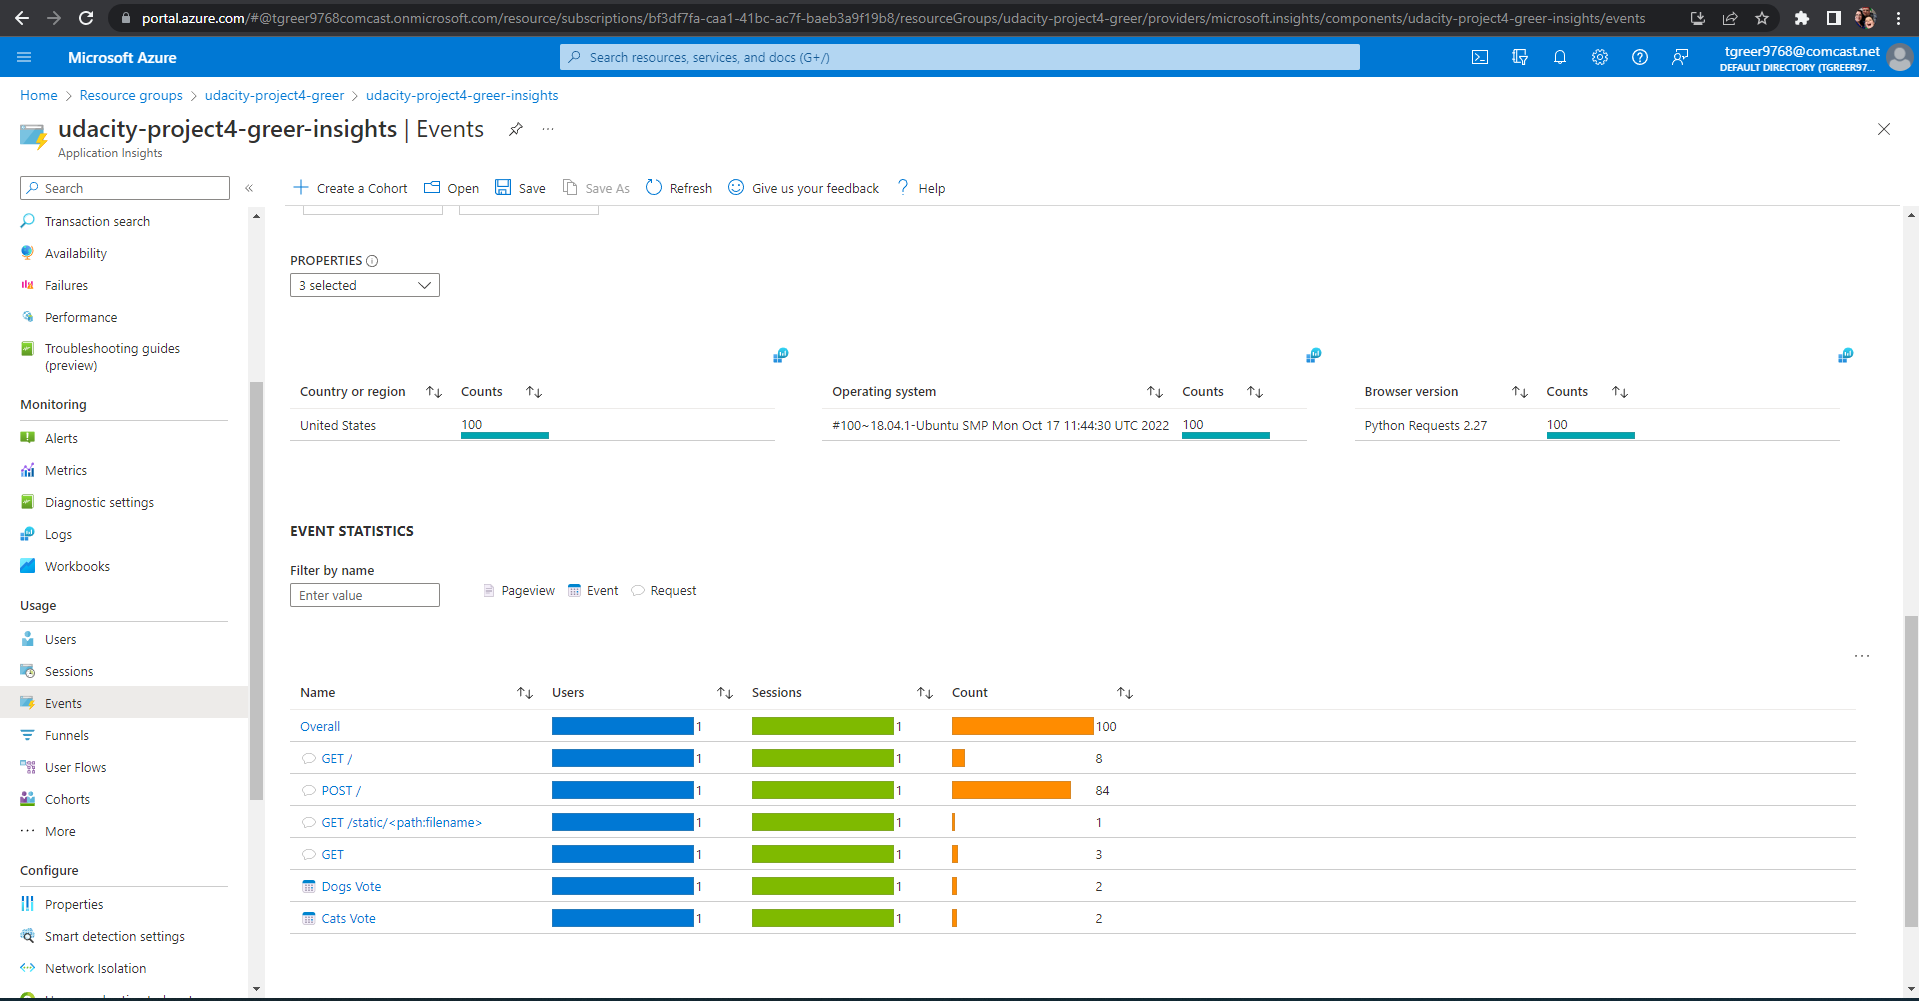 portal.azure.com/#@tgreer9768comcast.onmicrosoft.com/resource/subscriptions/bf3df7fa-caa1-41bc-ac7f-baeb3a9f19b8/resourceGroups/udacity-project4-greer/providers/microsoft.insights/components/udacity-project4-greer-insights/events
Microsoft Azure
Search resources, services, and docs (G+/)
tgreer9768@comcast.net
DEFAULT DIRECTORY (TGREER97...
Home > Resource groups > udacity-project4-greer > udacity-project4-greer-insights
udacity-project4-greer-insights | Events
Application Insights
Search
Create a Cohort Open Save Save As Refresh Give us your feedback Help
Transaction search
Availability
Failures
Performance
Troubleshooting guides
(preview)
Monitoring
Alerts
Metrics
Diagnostic settings
Logs
Workbooks
Usage
Users
Sessions
Events
Funnels
User Flows
Cohorts
More
Configure
Properties
Smart detection settings
Network Isolation
PROPERTIES
3 selected
Country or region Counts
United States 100
Operating system Counts
#100~18.04.1-Ubuntu SMP Mon Oct 17 11:44:30 UTC 2022 100
Browser version Counts
Python Requests 2.27 100
EVENT STATISTICS
Filter by name
Enter value
Pageview Event Request
Name Users Sessions Count
Overall 1 1 100
GET / 1 1 8
POST / 1 1 84
GET /static/<path:filename> 1 1 1
GET 1 1 3
Dogs Vote 1 1 2
Cats Vote 1 1 2